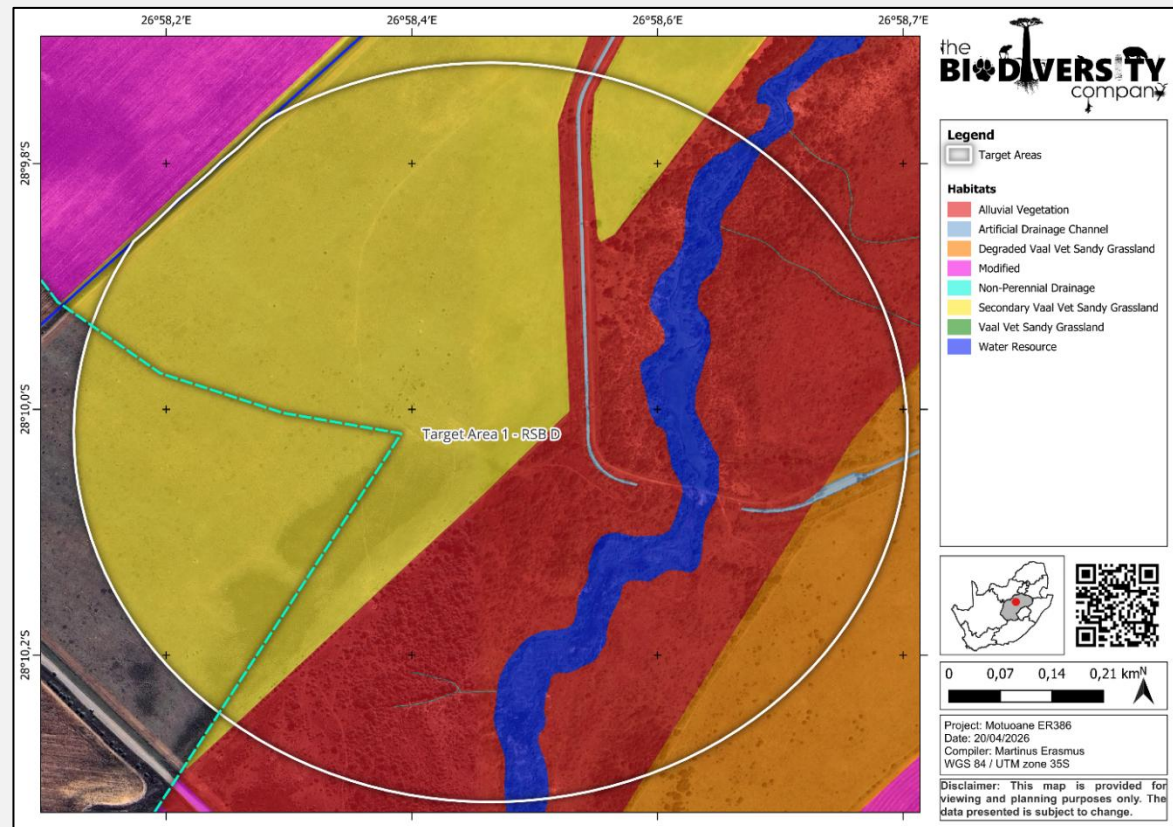 26°58,2'E
26°58,4'E
26°58,6'E
26°58,7'E
28°9,8'S
28°10,0'S
28°10,2'S
Target Area 1 - RSB D
the
BIODIVERSITY
company
Legend
Target Areas
Habitats
Alluvial Vegetation
Artificial Drainage Channel
Degraded Vaal Vet Sandy Grassland
Modified
Non-Perennial Drainage
Secondary Vaal Vet Sandy Grassland
Vaal Vet Sandy Grassland
Water Resource
0 0,07 0,14 0,21 km
N
Project: Motuoane ER386
Date: 20/04/2026
Compiler: Martinus Erasmus
WGS 84 / UTM zone 35S
Disclaimer: This map is provided for
viewing and planning purposes only. The
data presented is subject to change.